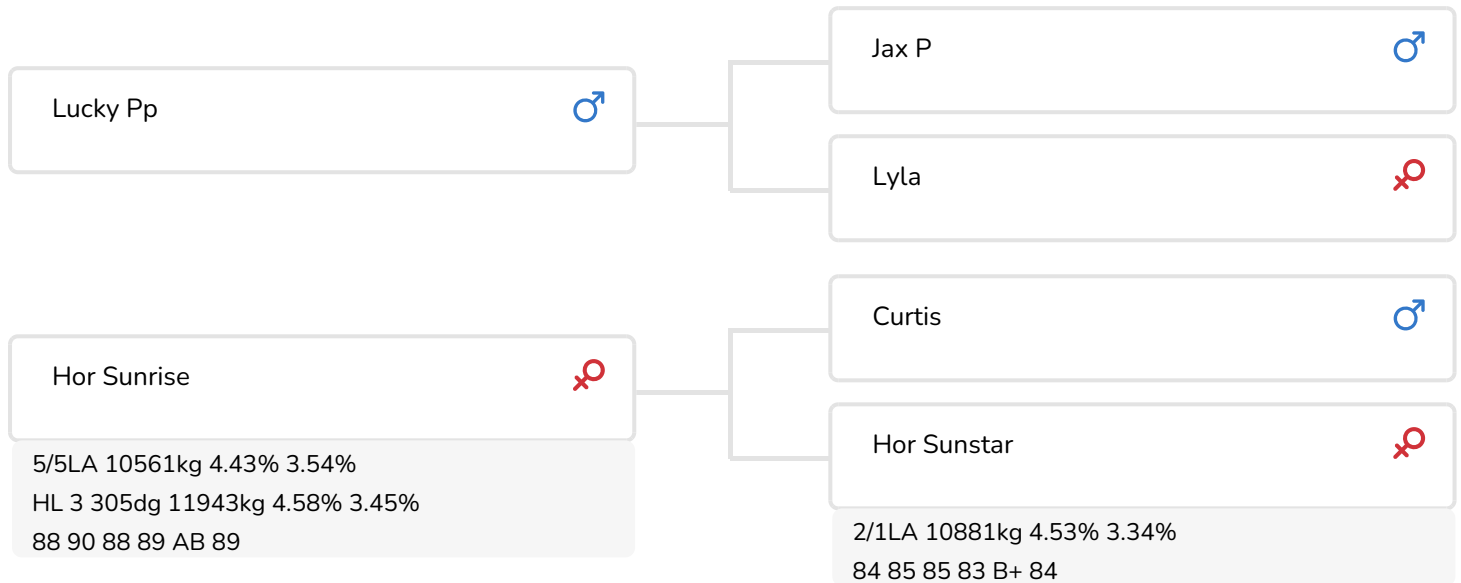 Lucky Pp
Jax P
Lyla
Hor Sunrise
5/5LA 10561kg 4.43% 3.54%
HL 3 305dg 11943kg 4.58% 3.45%
88 90 88 89 AB 89
Curtis
Hor Sunstar
2/1LA 10881kg 4.53% 3.34%
84 85 85 83 B+ 84